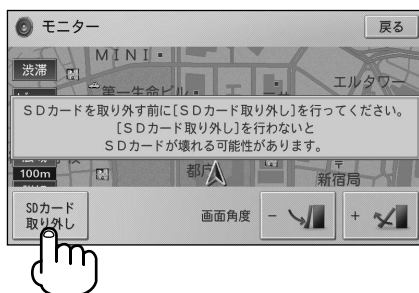 モニター
戻る
MINI
渋滞
第一生命ビル
エルタワー
SDカードを取り外す前に[SDカード取り外し]を行ってください。
[SDカード取り外し]を行わないと
SDカードが壊れる可能性があります。
100m
都庁
〒
新宿局
SDカード
取り外し
画面角度
-
+